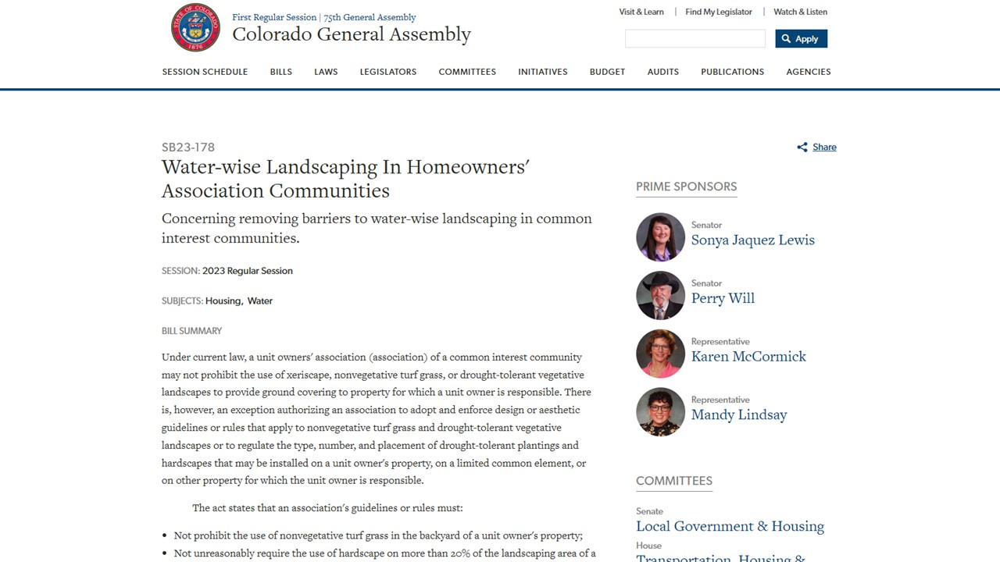 STATE OF COLORADO
1876
First Regular Session | 75th General Assembly
Colorado General Assembly
Visit & Learn | Find My Legislator | Watch & Listen
Apply
SESSION SCHEDULE BILLS LAWS LEGISLATORS COMMITTEES INITIATIVES BUDGET AUDITS PUBLICATIONS AGENCIES
SB23-178
Water-wise Landscaping In Homeowners'
Association Communities
Concerning removing barriers to water-wise landscaping in common
interest communities.
SESSION: 2023 Regular Session
SUBJECTS: Housing, Water
BILL SUMMARY
Under current law, a unit owners' association (association) of a common interest community
may not prohibit the use of xeriscape, nonvegetative turf grass, or drought-tolerant vegetative
landscapes to provide ground covering to property for which a unit owner is responsible. There
is, however, an exception authorizing an association to adopt and enforce design or aesthetic
guidelines or rules that apply to nonvegetative turf grass and drought-tolerant vegetative
landscapes or to regulate the type, number, and placement of drought-tolerant plantings and
hardscapes that may be installed on a unit owner's property, on a limited common element, or
on other property for which the unit owner is responsible.
The act states that an association's guidelines or rules must:
• Not prohibit the use of nonvegetative turf grass in the backyard of a unit owner's property;
• Not unreasonably require the use of hardscape on more than 20% of the landscaping area of a
Share
PRIME SPONSORS
Senator
Sonya Jaquez Lewis
Senator
Perry Will
Representative
Karen McCormick
Representative
Mandy Lindsay
COMMITTEES
Senate
Local Government & Housing
House
Transportation, Housing &